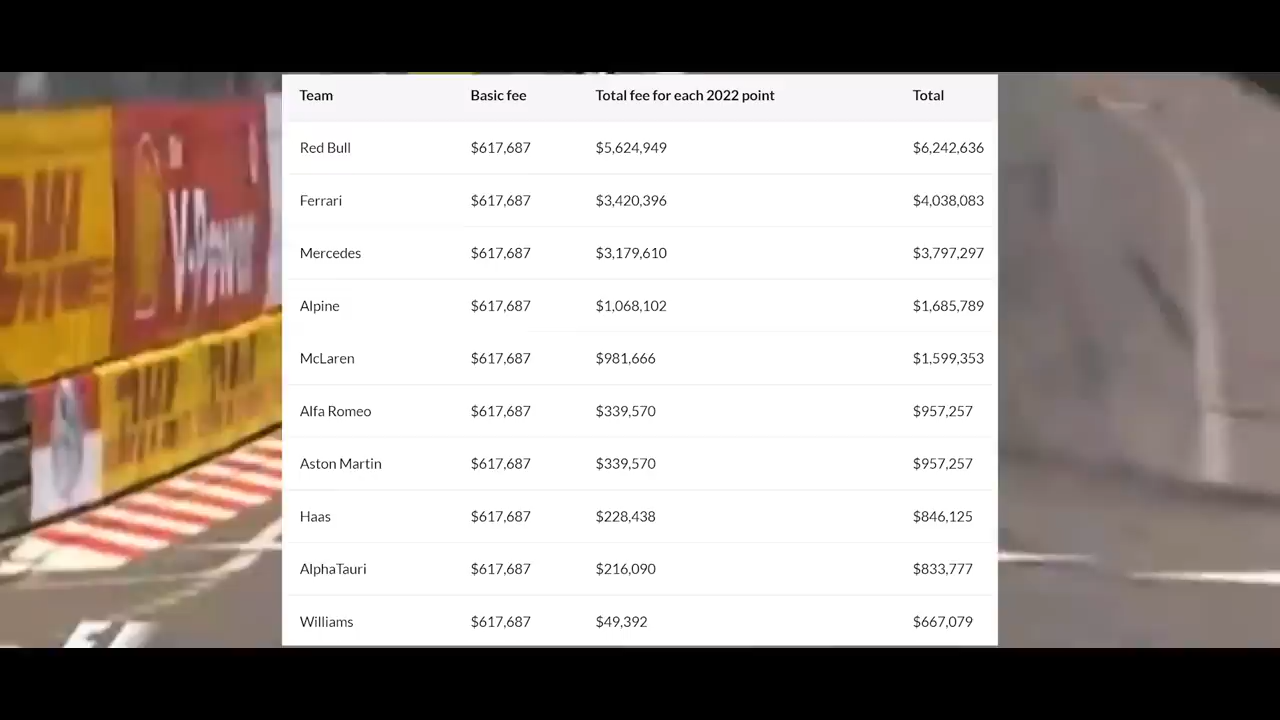 Team Basic fee Total fee for each 2022 point Total
Red Bull $617,687 $5,624,949 $6,242,636
Ferrari $617,687 $3,420,396 $4,038,083
Mercedes $617,687 $3,179,610 $3,797,297
Alpine $617,687 $1,068,102 $1,685,789
McLaren $617,687 $981,666 $1,599,353
Alfa Romeo $617,687 $339,570 $957,257
Aston Martin $617,687 $339,570 $957,257
Haas $617,687 $228,438 $846,125
AlphaTauri $617,687 $216,090 $833,777
Williams $617,687 $49,392 $667,079
V-Power